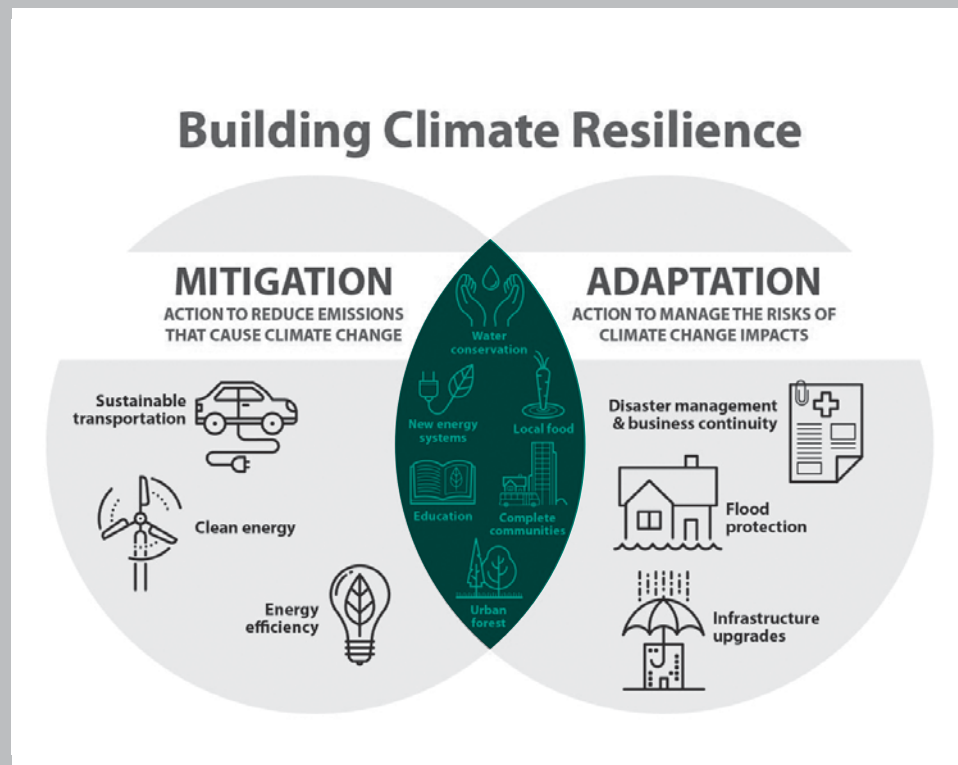 Building Climate Resilience
MITIGATION
ACTION TO REDUCE EMISSIONS
THAT CAUSE CLIMATE CHANGE
Sustainable
transportation
Clean energy
Energy
efficiency
Water
conservation
New energy
systems
Local food
Education
Complete
communities
Urban
forest
ADAPTATION
ACTION TO MANAGE THE RISKS OF
CLIMATE CHANGE IMPACTS
Disaster management
& business continuity
Flood
protection
Infrastructure
upgrades